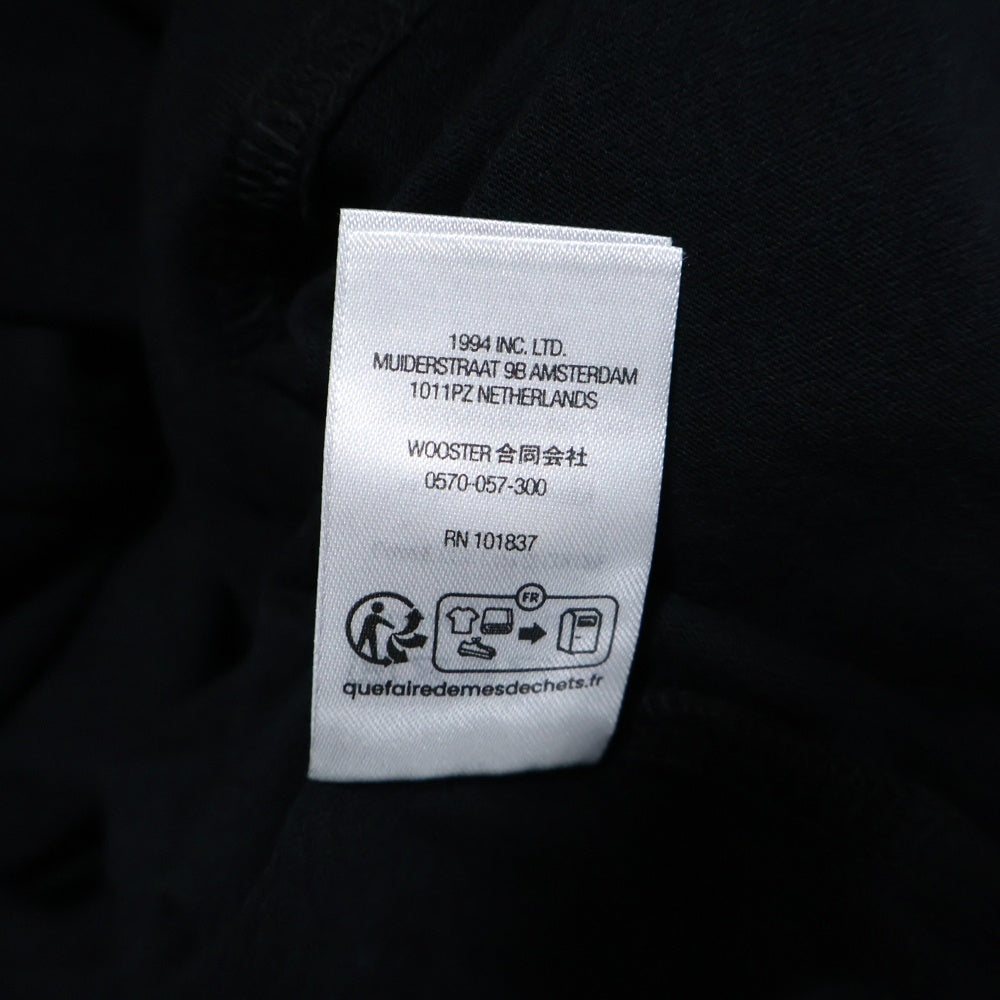 1994 INC. LTD.
MUIDERSTRAAT 9B AMSTERDAM
1011PZ NETHERLANDS
WOOSTER 合同会社
0570-057-300
RN 101837
FR
quefairedemesdechets.fr